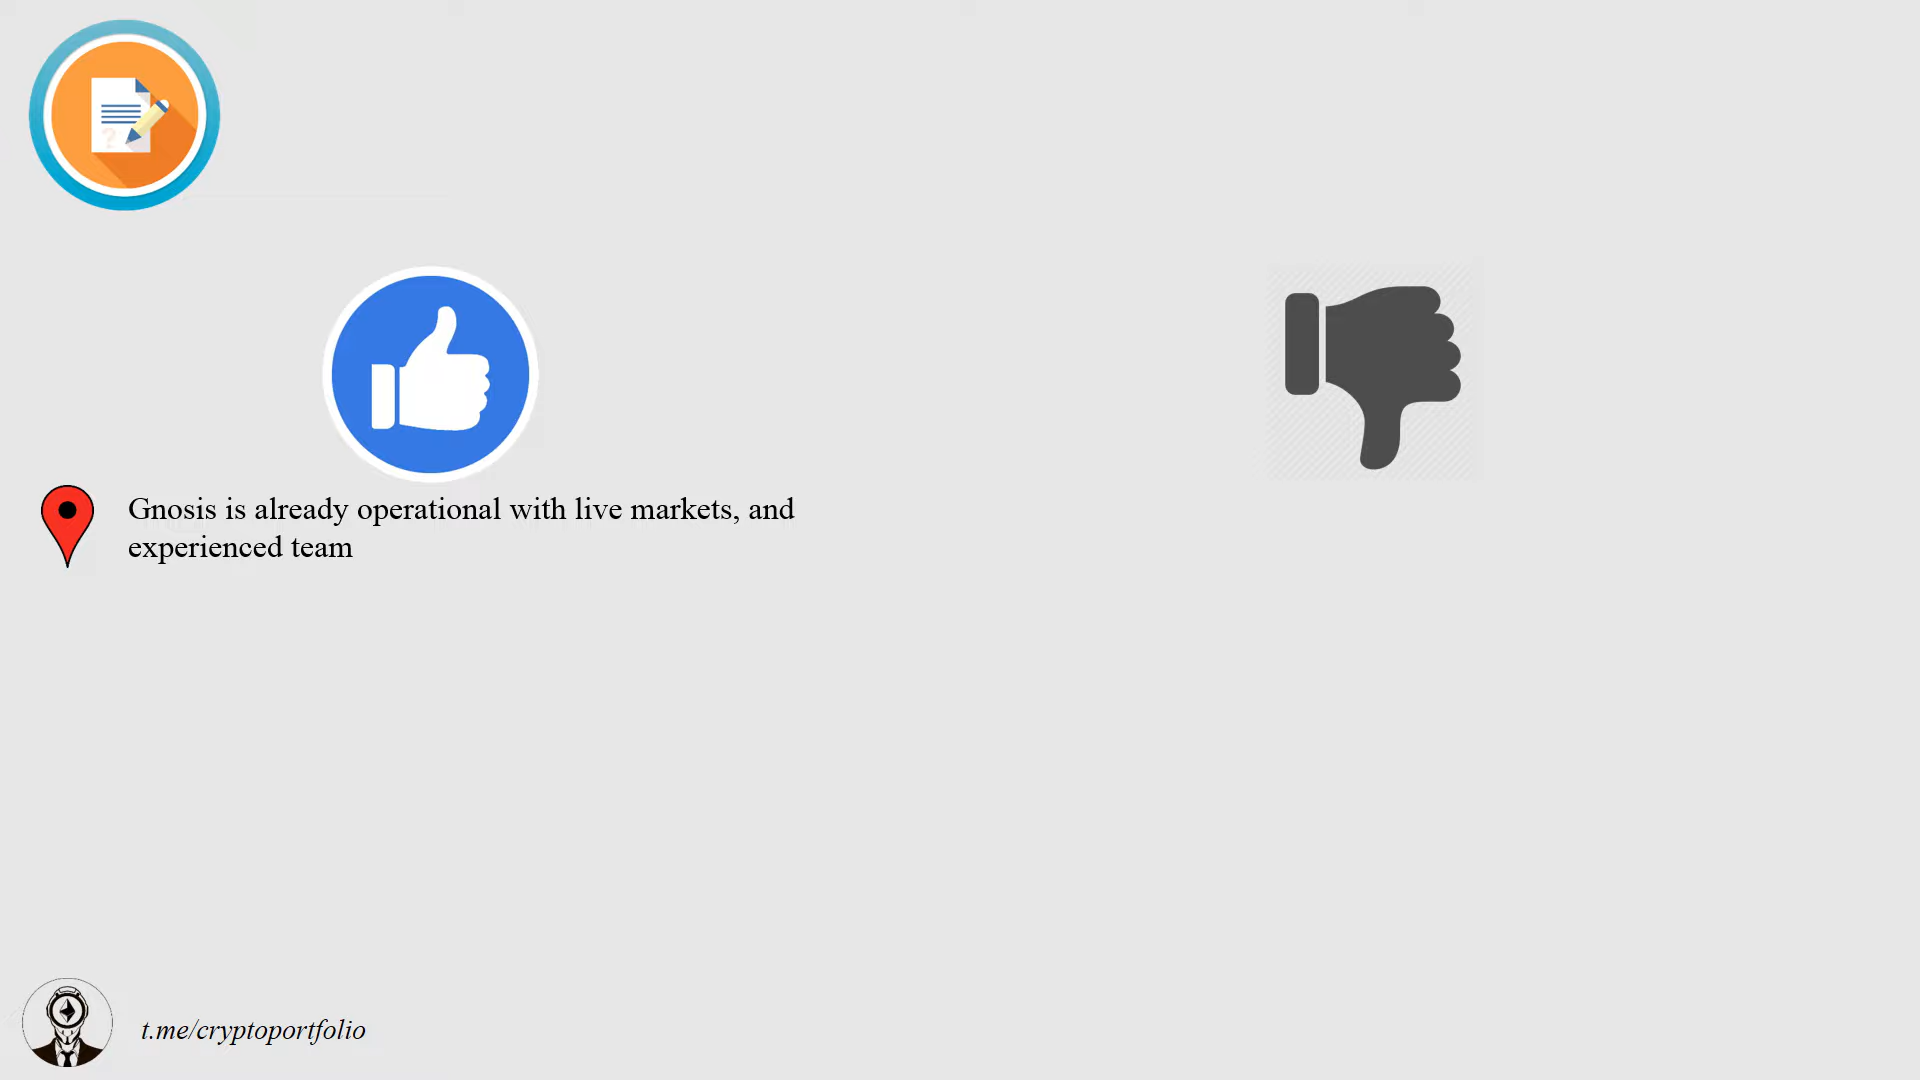 Gnosis is already operational with live markets, and
experienced team
t.me/cryptoportfolio